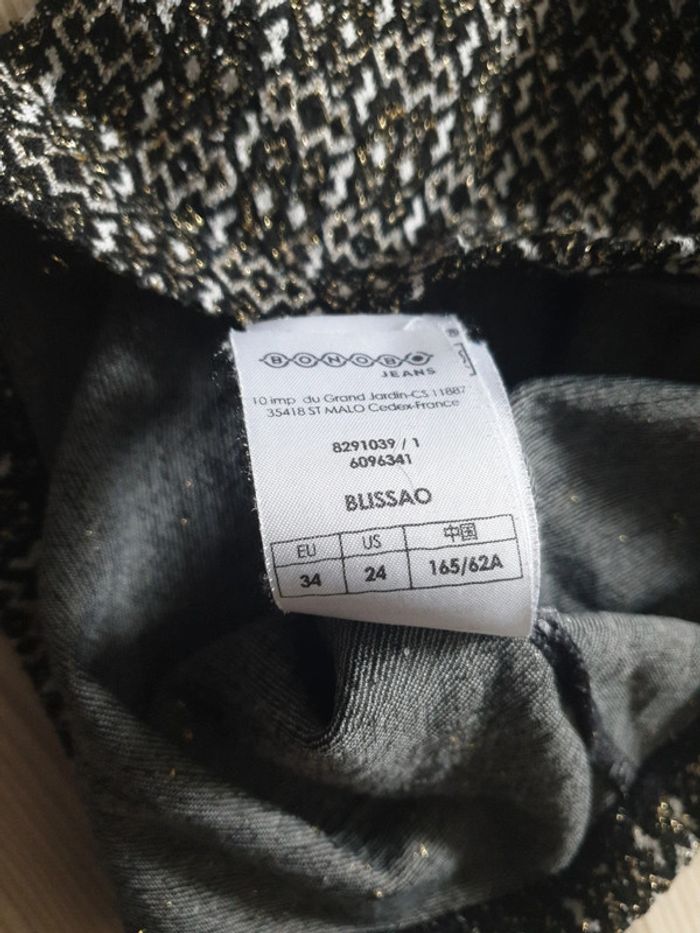 BONOBO
JEANS
10 imp du Grand Jardin-CS 11887
35418 ST MALO Cedex-France
8291039 / 1
6096341
BLISSAO
EU US 中国
34 24 165/62A